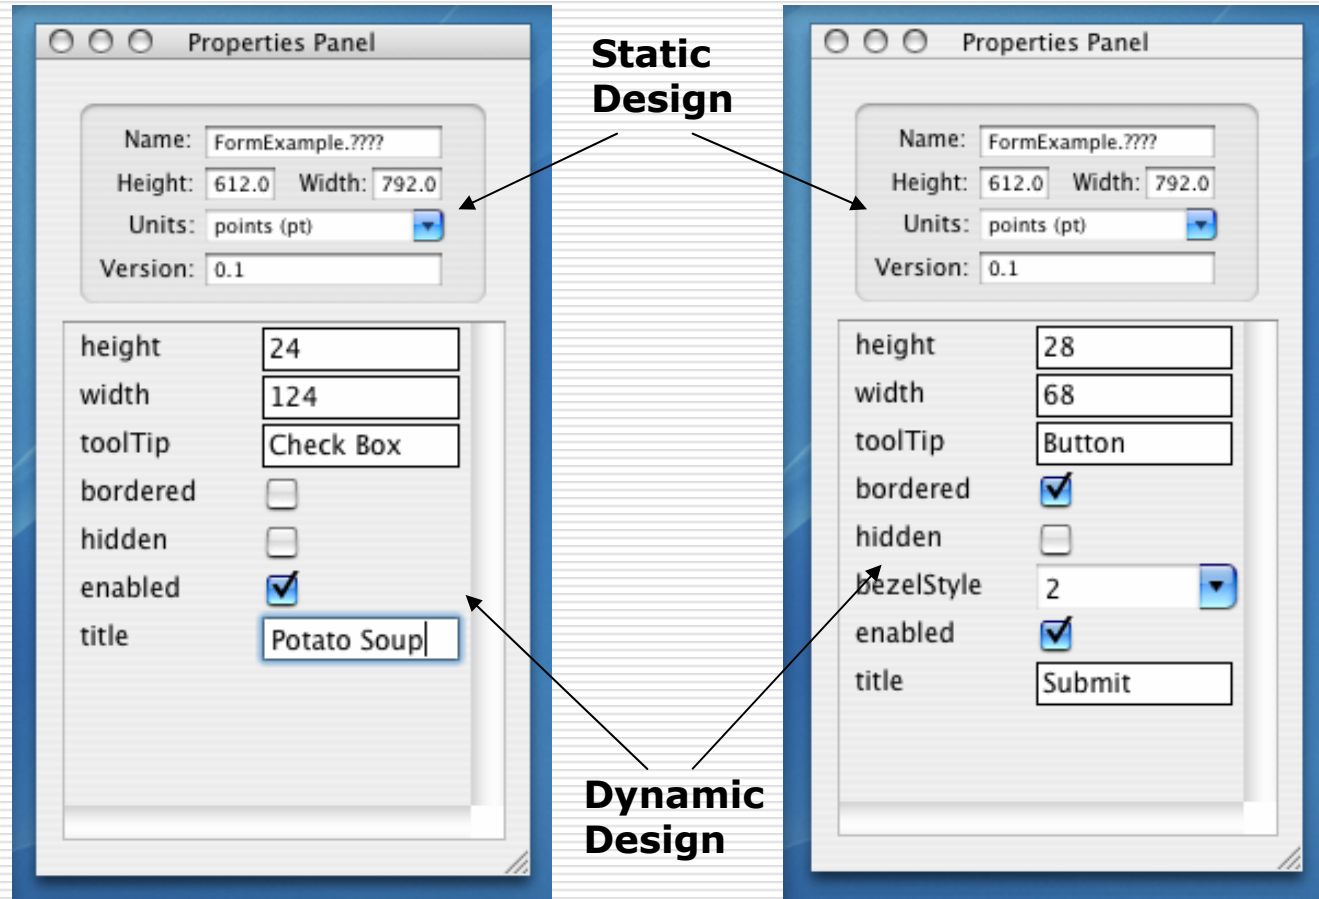 Properties Panel
Name: FormExample.????
Height: 612.0 Width: 792.0
Units: points (pt)
Version: 0.1
height 24
width 124
toolTip Check Box
bordered
hidden
enabled
title Potato Soup
Static
Design
Dynamic
Design
Properties Panel
Name: FormExample.????
Height: 612.0 Width: 792.0
Units: points (pt)
Version: 0.1
height 28
width 68
toolTip Button
bordered
hidden
bezelStyle 2
enabled
title Submit